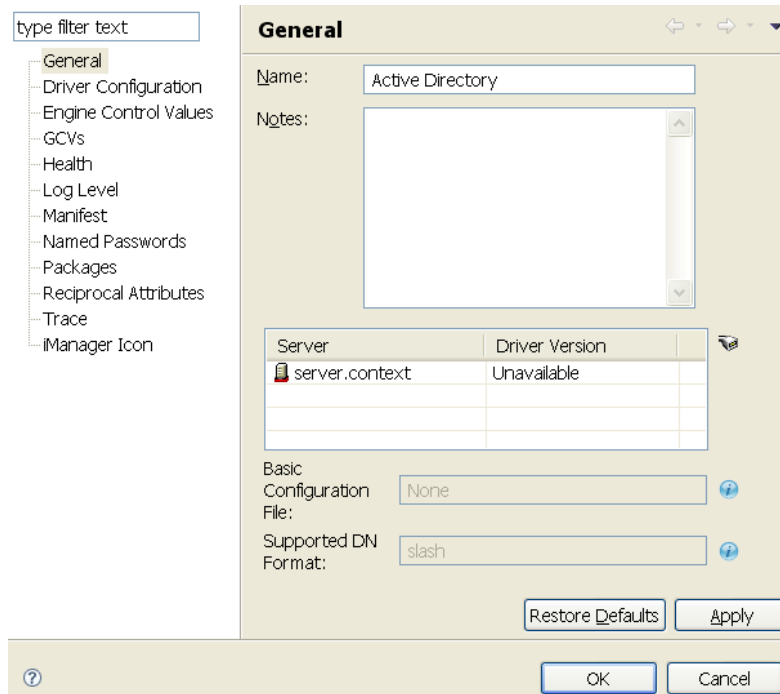 type filter text
General
Driver Configuration
Engine Control Values
GCVs
Health
Log Level
Manifest
Named Passwords
Packages
Reciprocal Attributes
Trace
iManager Icon
General
Name: Active Directory
Notes:
Server Driver Version
server.context Unavailable
Basic
Configuration
File:
None
Supported DN
Format:
slash
Restore Defaults Apply
OK Cancel